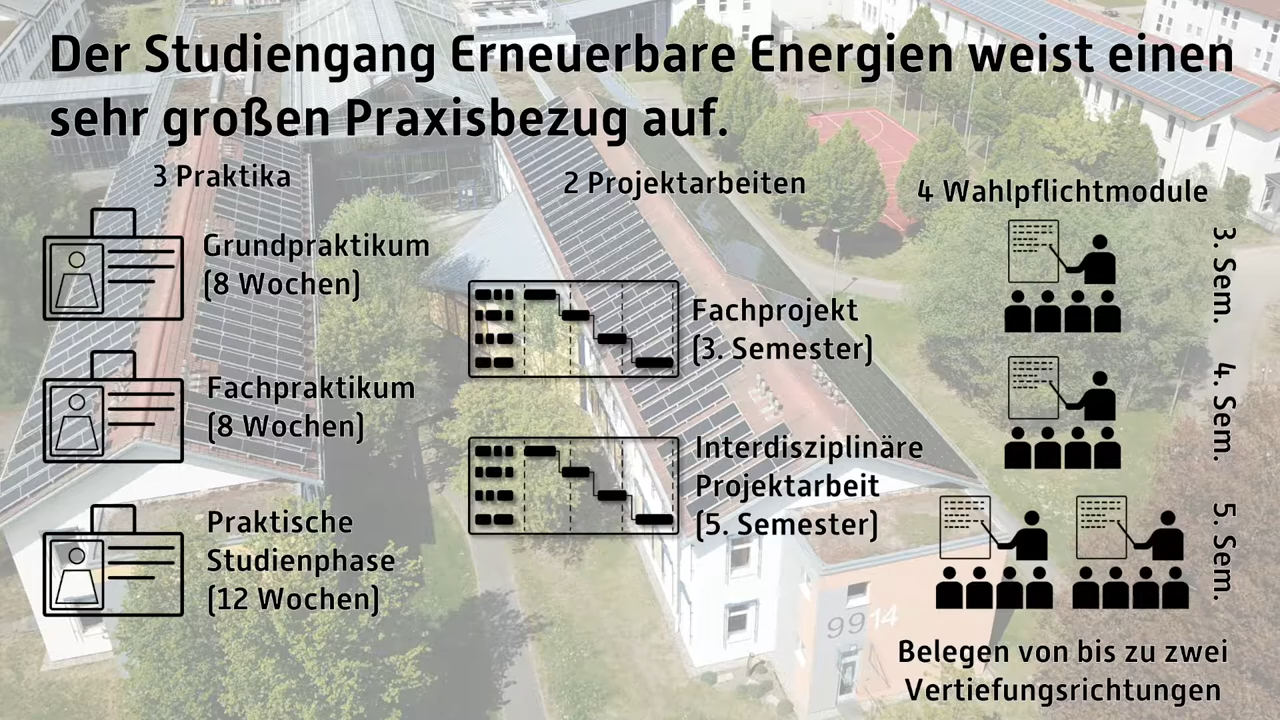 Der Studiengang Erneuerbare Energien weist einen
sehr großen Praxisbezug auf.
3 Praktika
Grundpraktikum
(8 Wochen)
Fachpraktikum
(8 Wochen)
Praktische
Studienphase
(12 Wochen)
2 Projektarbeiten
Fachprojekt
(3. Semester)
Interdisziplinäre
Projektarbeit
(5. Semester)
4 Wahlpflichtmodule
3. Sem.
4. Sem.
5. Sem.
Belegen von bis zu zwei
Vertiefungsrichtungen
9914